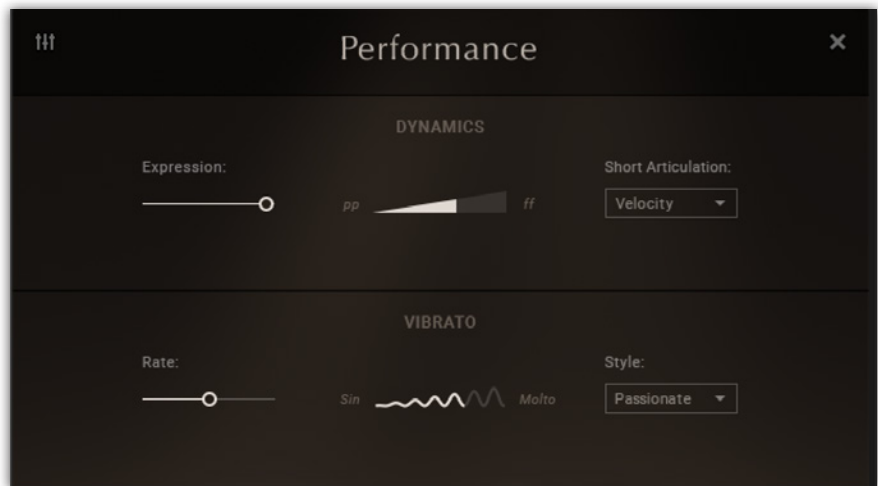 Performance
DYNAMICS
Expression:
pp
ff
Short Articulation:
Velocity
VIBRATO
Rate:
Sin
Molto
Style:
Passionate